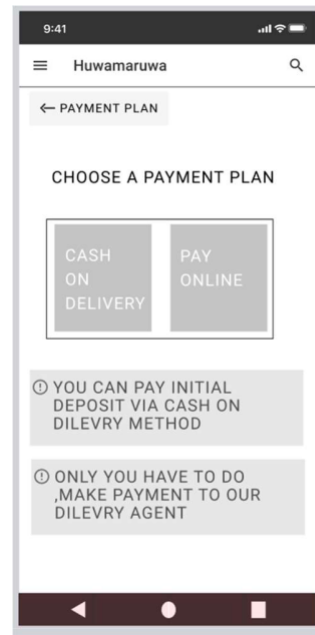 9:41
Huwamaruwa
PAYMENT PLAN
CHOOSE A PAYMENT PLAN
CASH
ON
DELIVERY
PAY
ONLINE
YOU CAN PAY INITIAL
DEPOSIT VIA CASH ON
DILEVRY METHOD
ONLY YOU HAVE TO DO
,MAKE PAYMENT TO OUR
DILEVRY AGENT